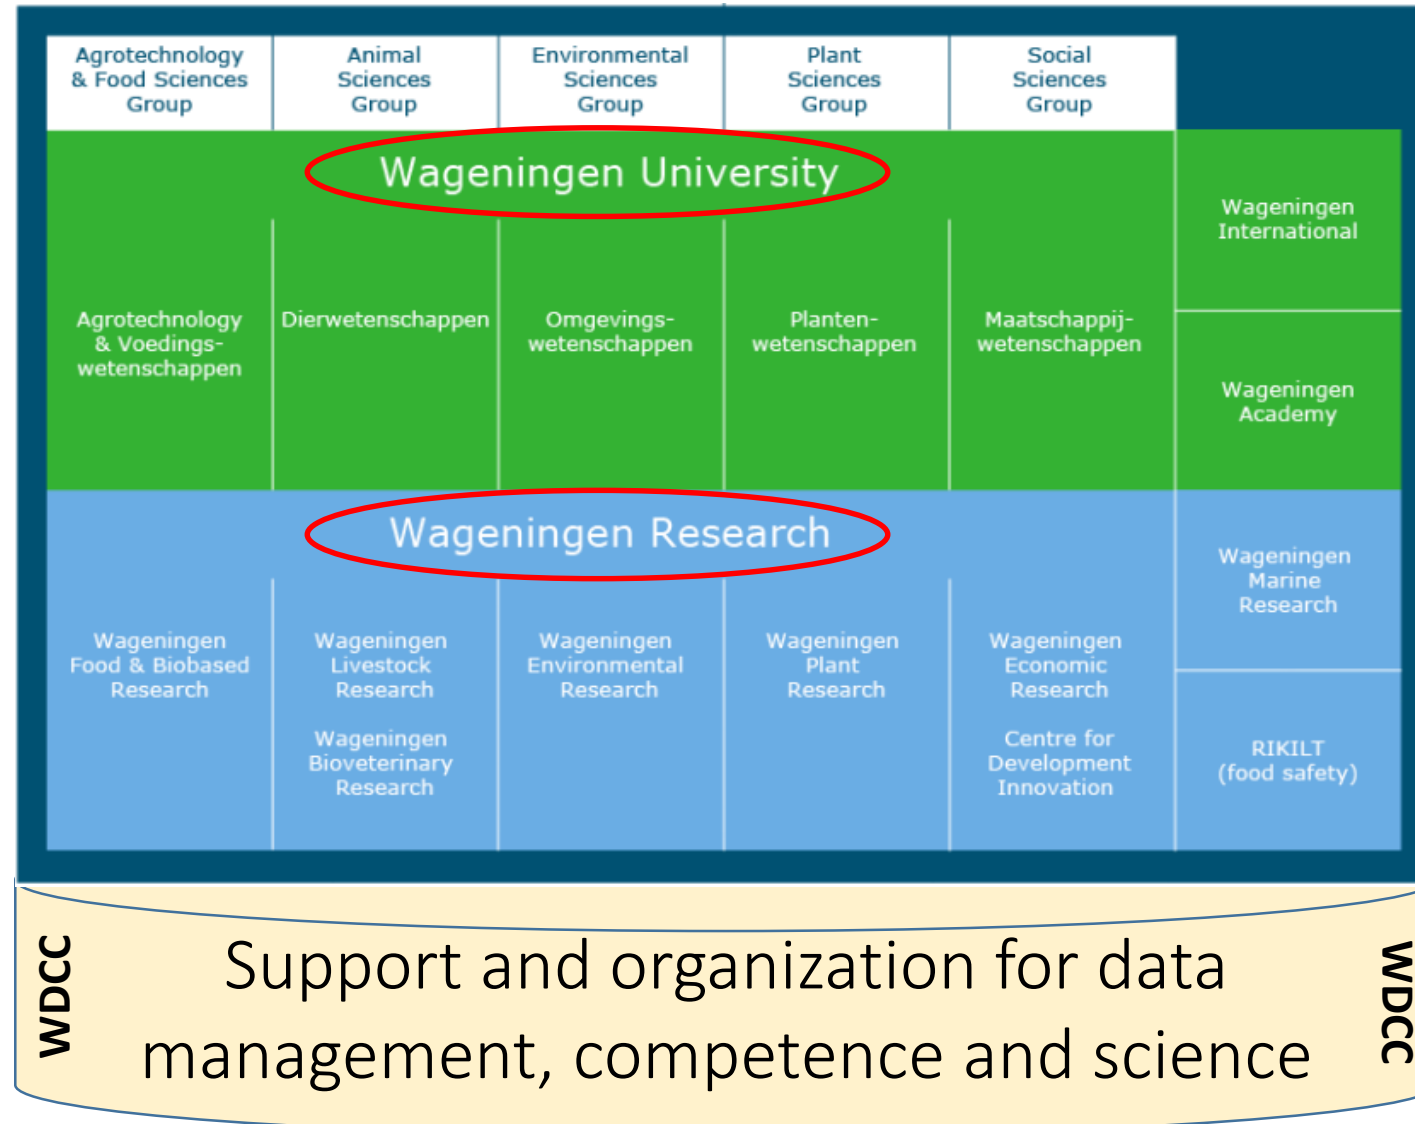 Agrotechnology
& Food Sciences
Group
Animal
Sciences
Group
Environmental
Sciences
Group
Plant
Sciences
Group
Social
Sciences
Group
Wageningen University
Agrotechnology
& Voedings-
wetenschappen
Dierwetenschappen
Omgevings-
wetenschappen
Planten-
wetenschappen
Maatschappij-
wetenschappen
Wageningen
International
Wageningen
Academy
Wageningen Research
Wageningen
Food & Biobased
Research
Wageningen
Livestock
Research
Wageningen
Bioveterinary
Research
Wageningen
Environmental
Research
Wageningen
Plant
Research
Wageningen
Economic
Research
Centre for
Development
Innovation
Wageningen
Marine
Research
RIKILT
(food safety)
WDCC
Support and organization for data
management, competence and science
WDCC